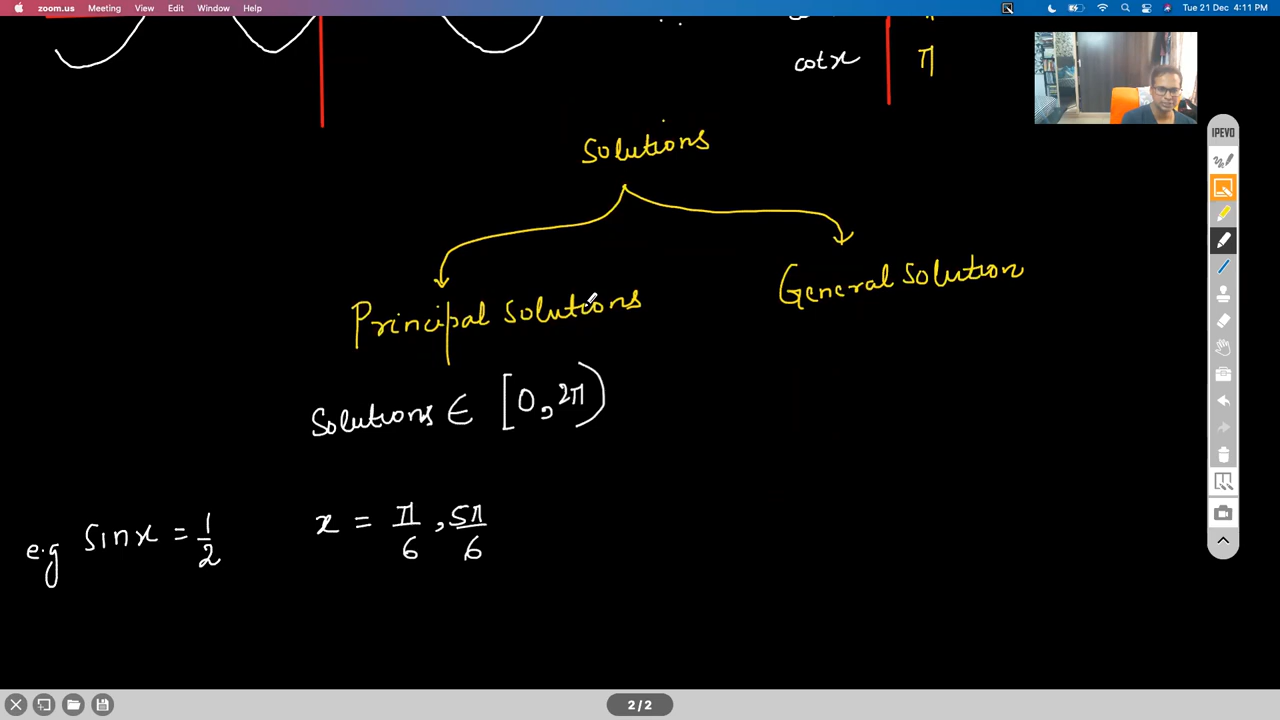 zoom.us Meeting View Edit Window Help Tue 21 Dec 4:11 PM
cot x π
IPEVO
Solutions
Principal Solutions
General Solution
Solutions ∈ [0, 2π)
e.g sin x = 1/2 x = π/6, 5π/6
2/2